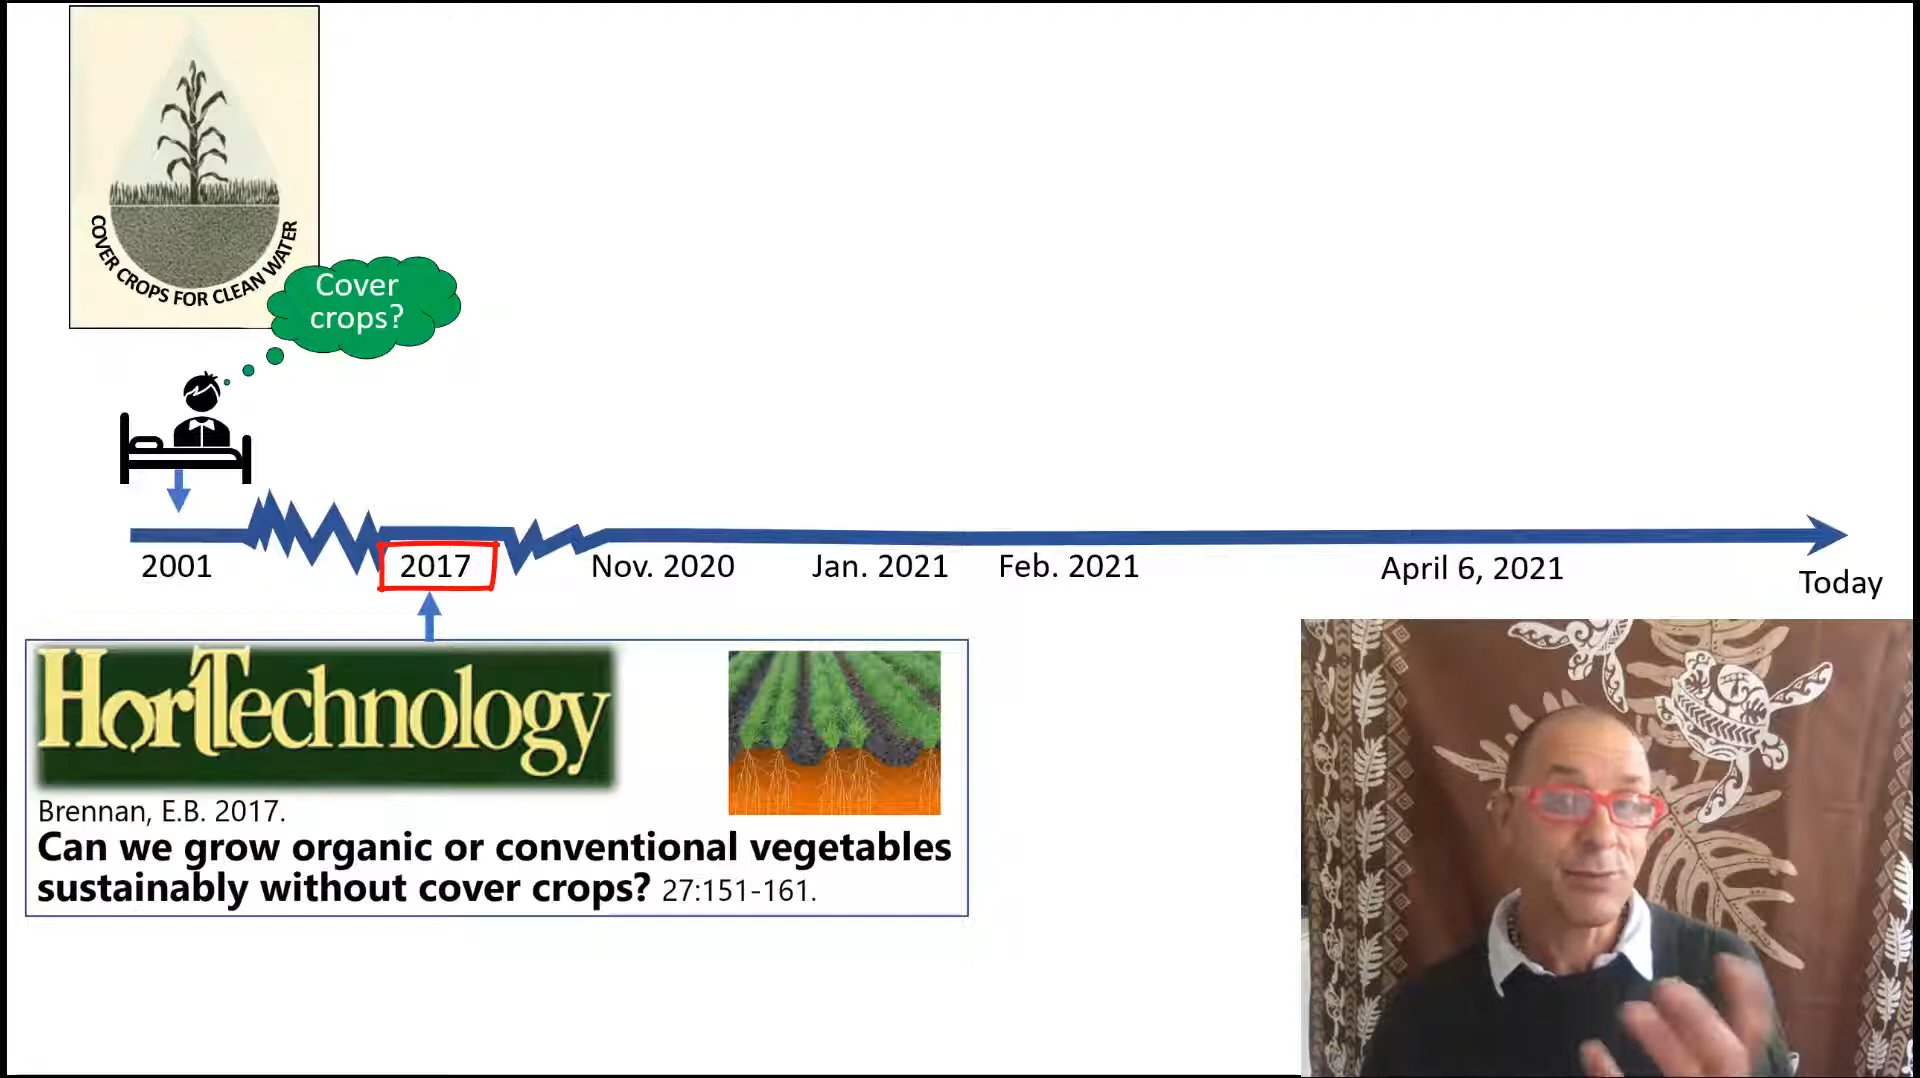 COVER CROPS FOR CLEAN WATER
Cover
crops?
2001
2017
Nov. 2020
Jan. 2021
Feb. 2021
April 6, 2021
Today
HortTechnology
Brennan, E.B. 2017.
Can we grow organic or conventional vegetables
sustainably without cover crops? 27:151-161.